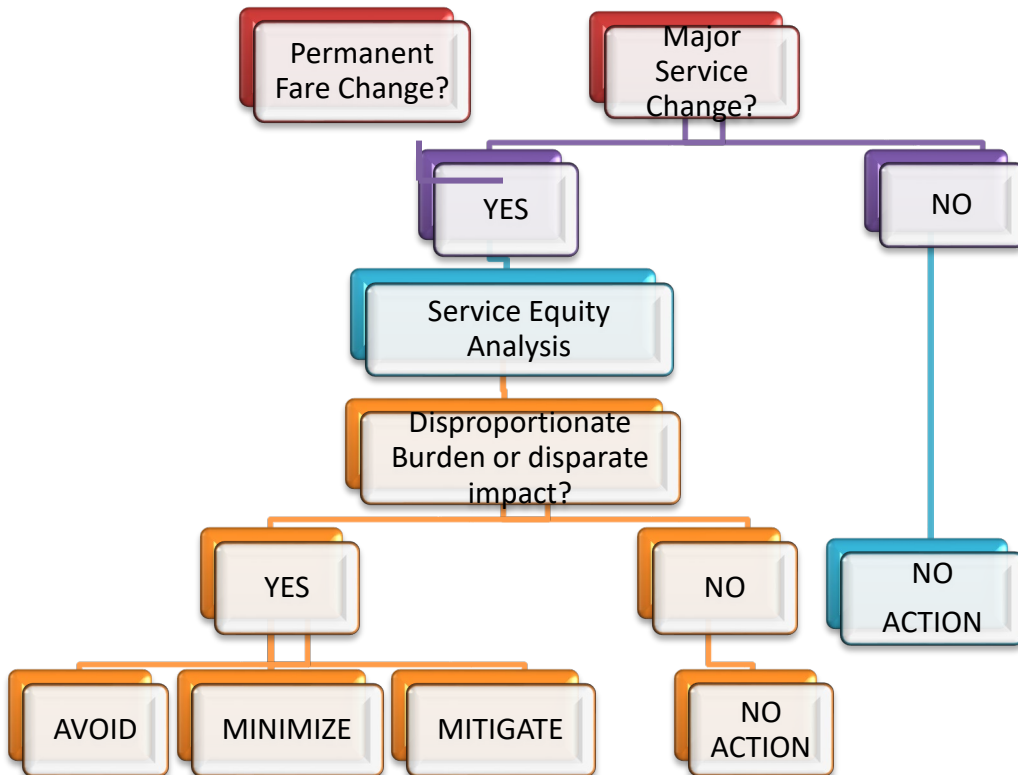 Permanent
Fare Change?
Major
Service
Change?
YES
NO
Service Equity
Analysis
Disproportionate
Burden or disparate
impact?
YES
NO
NO
ACTION
AVOID
MINIMIZE
MITIGATE
NO
ACTION